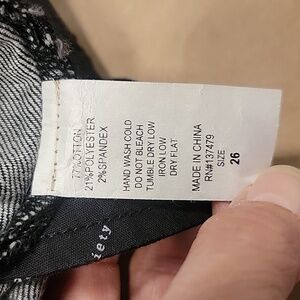 77%COTTON
21%POLYESTER
2%SPANDEX
HAND WASH COLD
DO NOT BLEACH
TUMBLE DRY LOW
IRON LOW
DRY FLAT
MADE IN CHINA
RN#137479
SIZE
26
iety